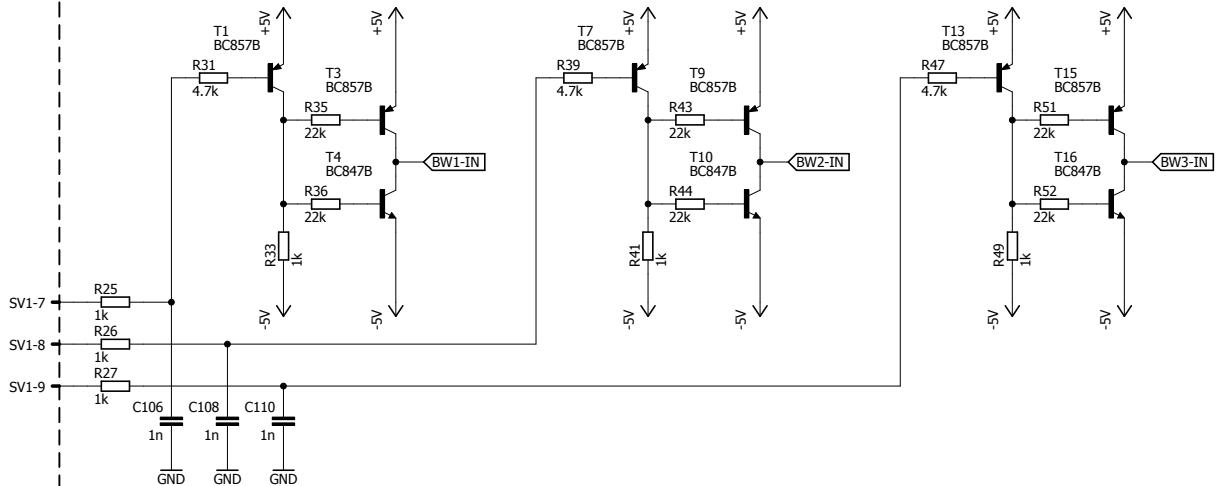 +5V
+5V
T1
BC857B
R31
4.7k
T3
BC857B
R35
22k
T4
BC847B
BW1-IN
R36
22k
R33
1k
-5V
-5V
+5V
+5V
T7
BC857B
R39
4.7k
T9
BC857B
R43
22k
T10
BC847B
BW2-IN
R44
22k
R41
1k
-5V
-5V
+5V
+5V
T13
BC857B
R47
4.7k
T15
BC857B
R51
22k
T16
BC847B
BW3-IN
R52
22k
R49
1k
-5V
-5V
SV1-7
R25
1k
SV1-8
R26
1k
SV1-9
R27
1k
C106
1n
C108
1n
C110
1n
GND
GND
GND